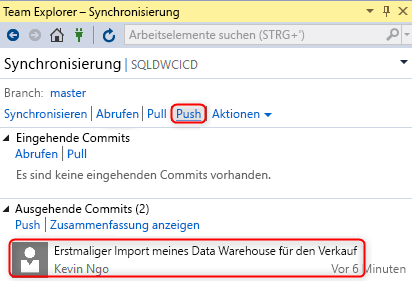 Team Explorer – Synchronisierung
Arbeitselemente suchen (STRG+')
Synchronisierung | SQLDWCICD
Branch: master
Synchronisieren | Abrufen | Pull | Push | Aktionen
Eingehende Commits
Abrufen | Pull
Es sind keine eingehenden Commits vorhanden.
Ausgehende Commits (2)
Push | Zusammenfassung anzeigen
Erstmaliger Import meines Data Warehouse für den Verkauf
Kevin Ngo Vor 6 Minuten